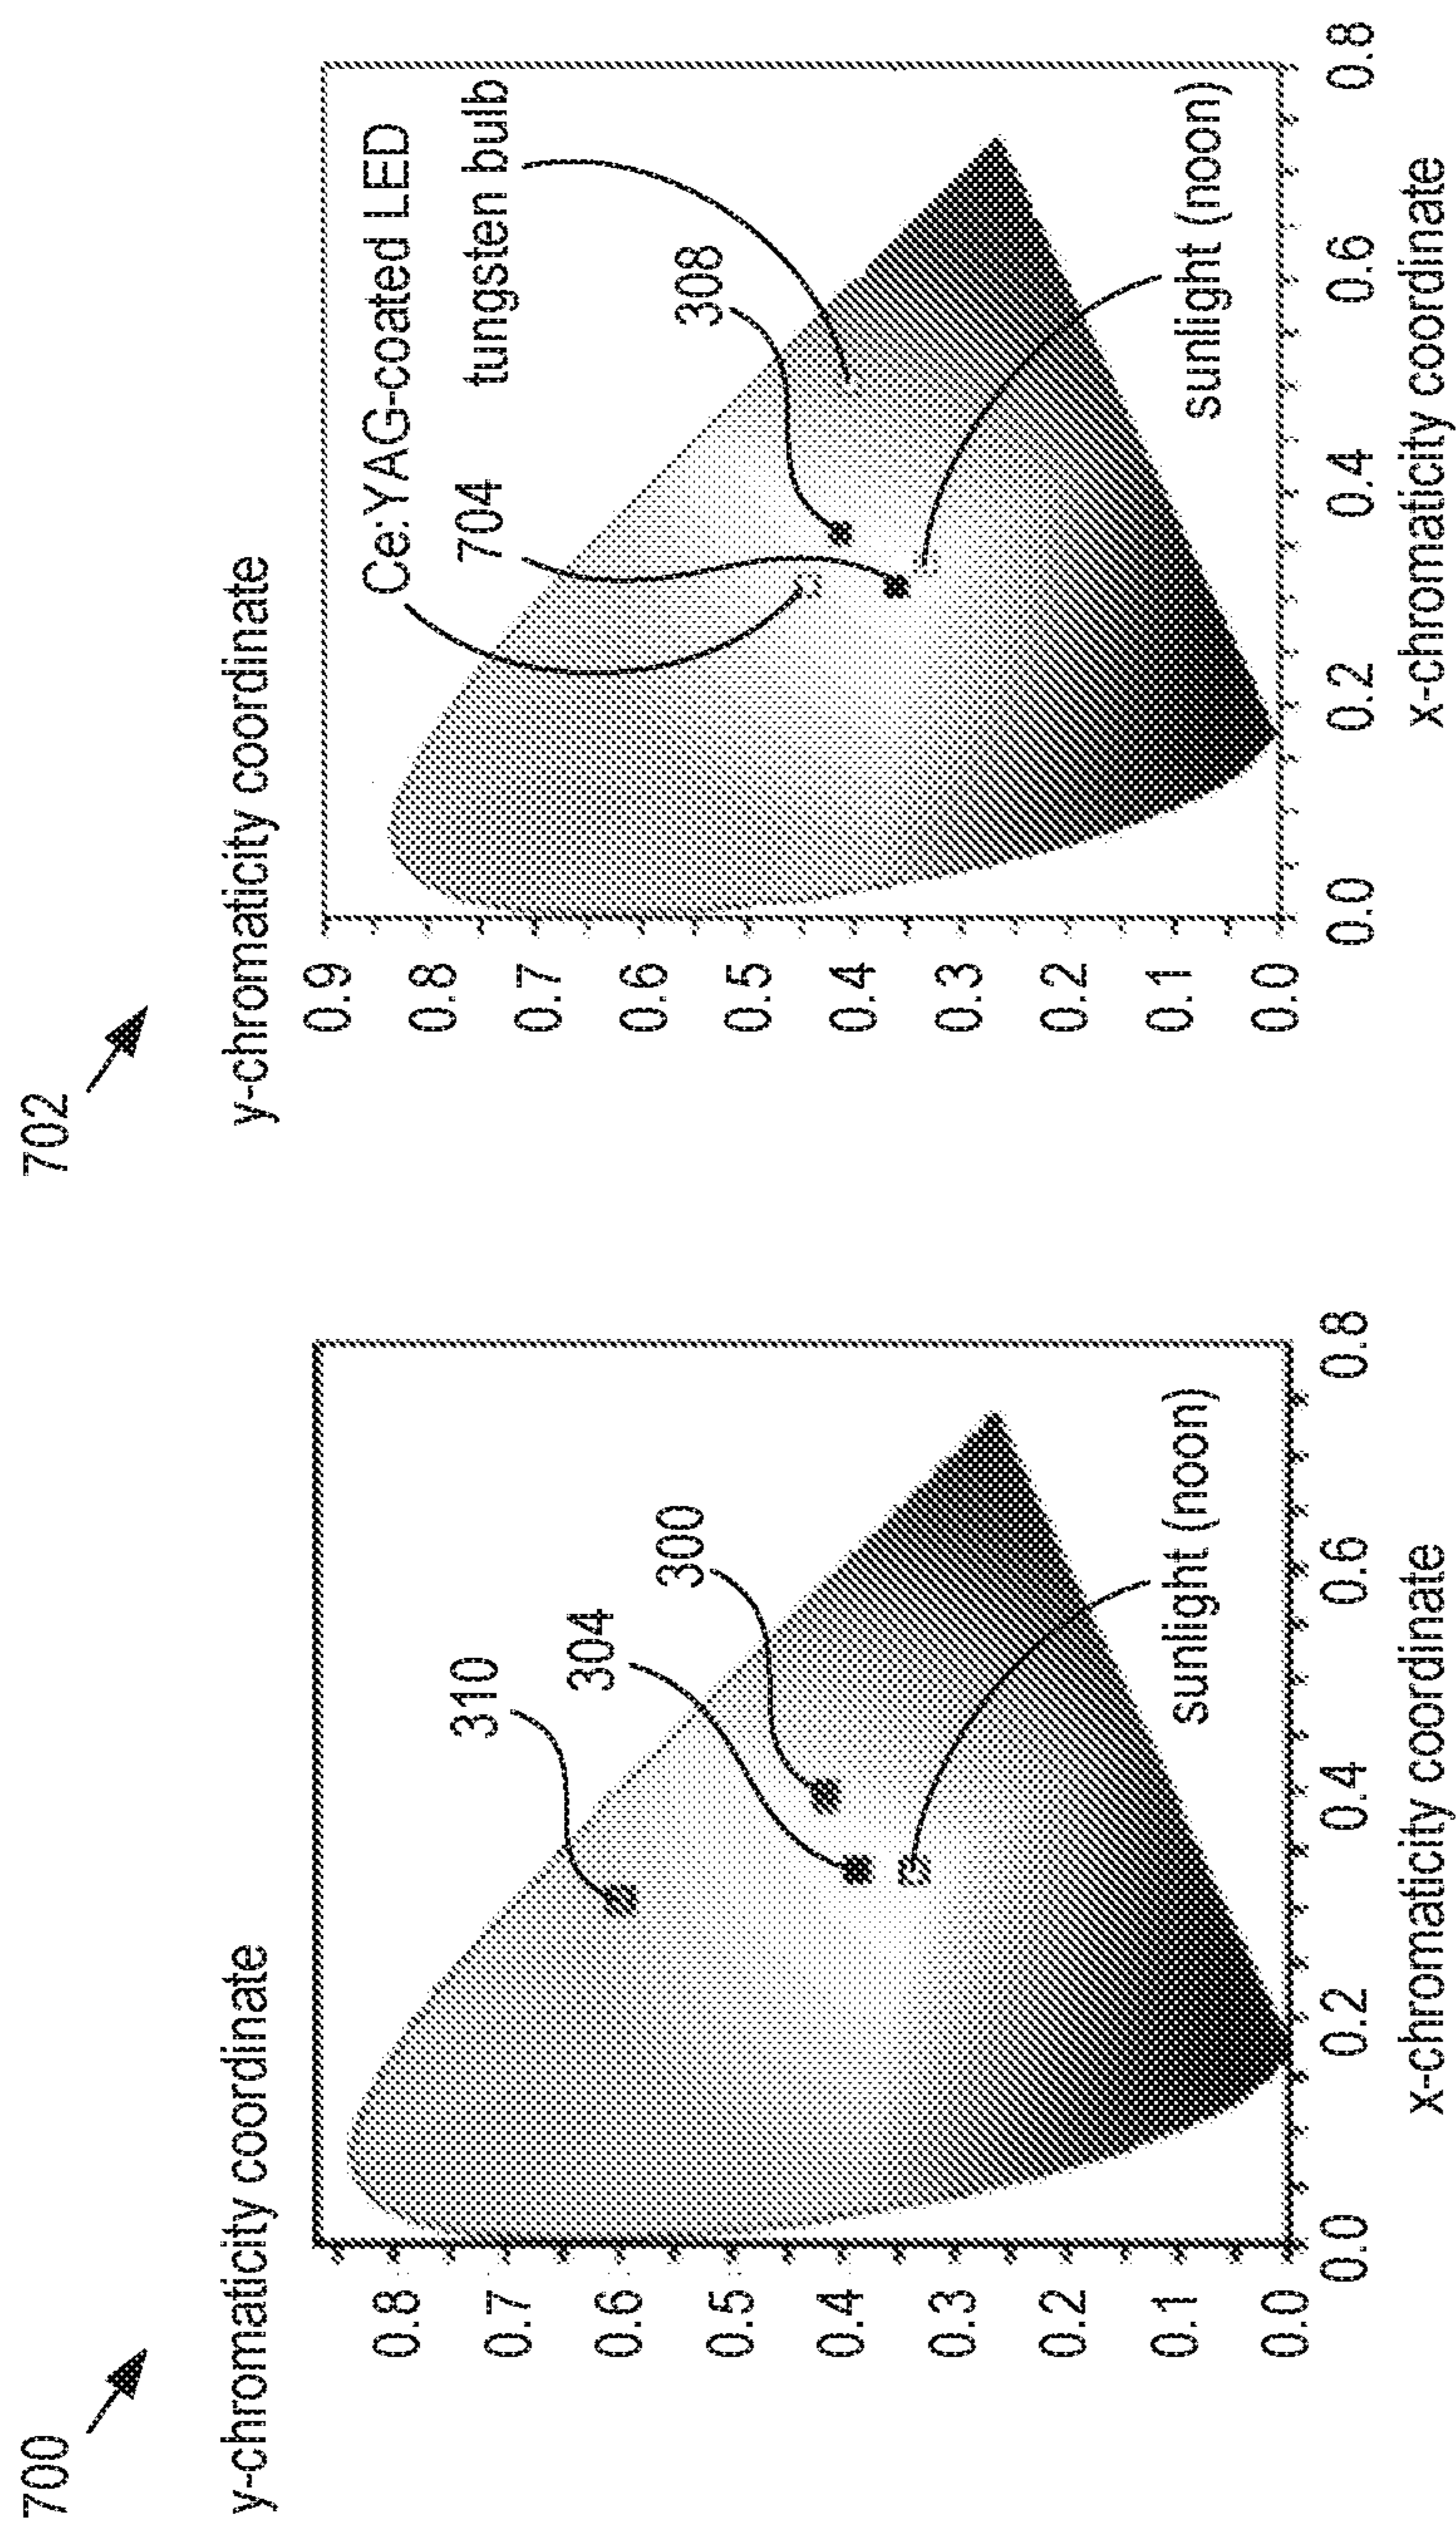 700
y-chromaticity coordinate
0.8
0.7
0.6
0.5
0.4
0.3
0.2
0.1
0.0
310
304
300
sunlight (noon)
0.0 0.2 0.4 0.6 0.8
x-chromaticity coordinate
702
y-chromaticity coordinate
0.9
0.8
0.7
0.6
0.5
0.4
0.3
0.2
0.1
0.0
Ce:YAG-coated LED
704 tungsten bulb
308
sunlight (noon)
0.0 0.2 0.4 0.6 0.8
x-chromaticity coordinate